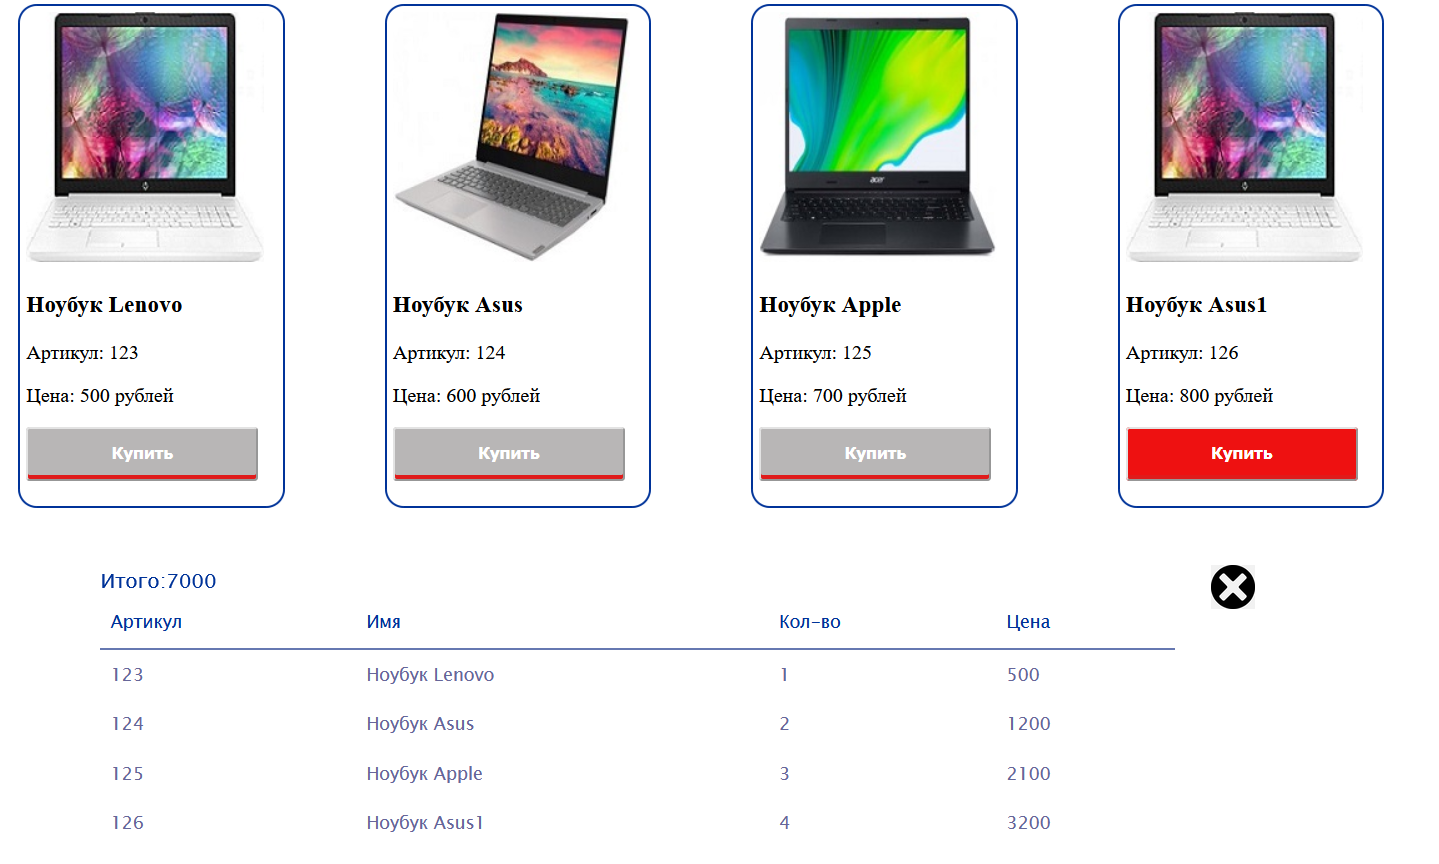 acer
Ноубук Lenovo
Артикул: 123
Цена: 500 рублей
Купить
Ноубук Asus
Артикул: 124
Цена: 600 рублей
Купить
Ноубук Apple
Артикул: 125
Цена: 700 рублей
Купить
Ноубук Asus1
Артикул: 126
Цена: 800 рублей
Купить
Итого:7000
Артикул Имя Кол-во Цена
123 Ноубук Lenovo 1 500
124 Ноубук Asus 2 1200
125 Ноубук Apple 3 2100
126 Ноубук Asus1 4 3200